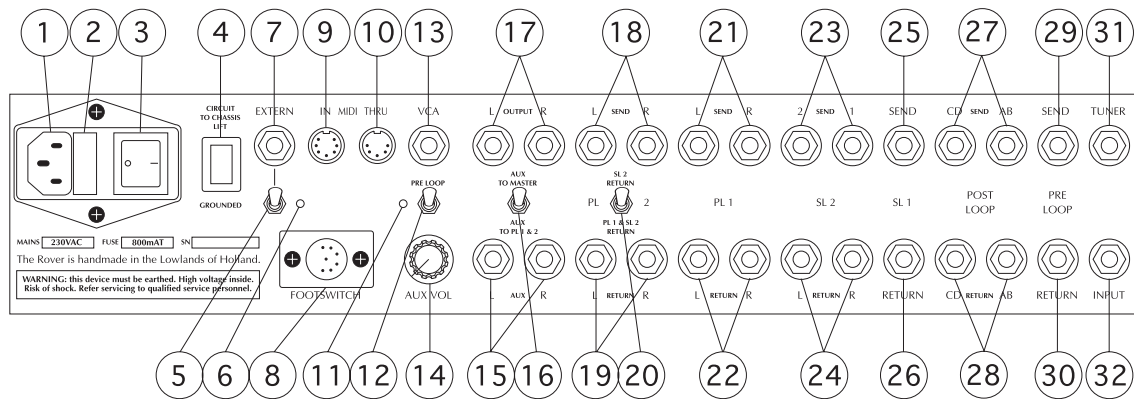 1 2 3 4 7 9 10 13 17 18 21 23 25 27 29 31
CIRCUIT
TO CHASSIS
LIFT
EXTERN IN MIDI THRU VCA L OUTPUT R L SEND R L SEND R 2 SEND 1 SEND CD SEND AB SEND TUNER
GROUNDED
PRE LOOP
AUX
TO MASTER
SL 2
RETURN
PL 2
PL 1
SL 2
SL 1
POST
LOOP
PRE
LOOP
AUX
TO PL 1 & 2
PL 1 & SL 2
RETURN
MAINS 230VAC FUSE 800mAT SN
The Rover is handmade in the Lowlands of Holland.
WARNING: this device must be earthed. High voltage inside.
Risk of shock. Refer servicing to qualified service personnel.
FOOTSWITCH AUX VOL L AUX R L RETURN R L RETURN R L RETURN R RETURN CD RETURN AB RETURN INPUT
5 6 8 11 12 14 15 16 19 20 22 24 26 28 30 32